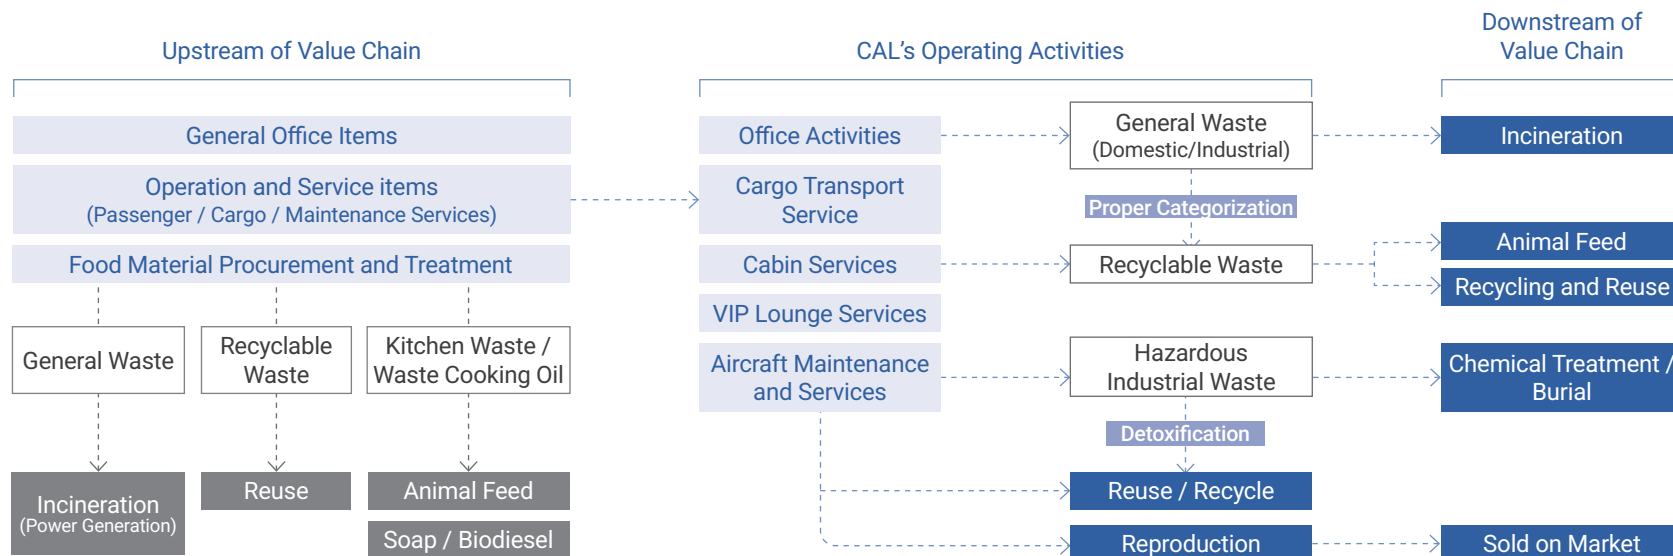 Upstream of Value Chain
General Office Items
Operation and Service items
(Passenger / Cargo / Maintenance Services)
Food Material Procurement and Treatment
General Waste
Recyclable
Waste
Kitchen Waste /
Waste Cooking Oil
Incineration
(Power Generation)
Reuse
Animal Feed
Soap / Biodiesel
CAL’s Operating Activities
Office Activities
Cargo Transport
Service
Cabin Services
VIP Lounge Services
Aircraft Maintenance
and Services
General Waste
(Domestic/Industrial)
Proper Categorization
Recyclable Waste
Hazardous
Industrial Waste
Detoxification
Reuse / Recycle
Reproduction
Downstream of
Value Chain
Incineration
Animal Feed
Recycling and Reuse
Chemical Treatment /
Burial
Sold on Market